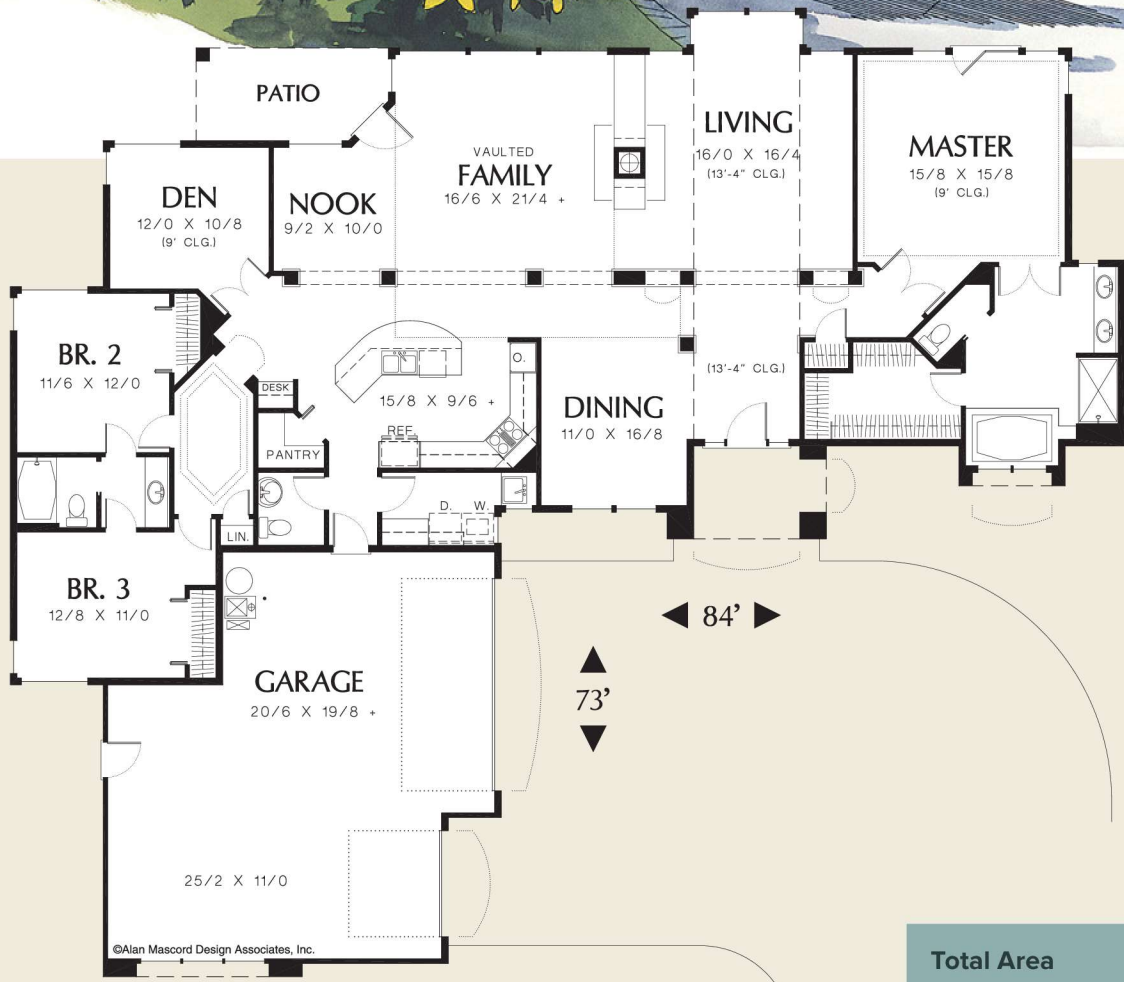 PATIO
LIVING
16/0 X 16/4
(13'-4" CLG.)
VAULTED
FAMILY
16/6 X 21/4 +
MASTER
15/8 X 15/8
(9' CLG.)
DEN
12/0 X 10/8
(9' CLG.)
NOOK
9/2 X 10/0
BR. 2
11/6 X 12/0
DESK
15/8 X 9/6 +
O.
(13'-4" CLG.)
DINING
11/0 X 16/8
REF.
PANTRY
D. W.
LIN.
BR. 3
12/8 X 11/0
84'
73'
GARAGE
20/6 X 19/8 +
25/2 X 11/0
©Alan Mascord Design Associates, Inc.
Total Area